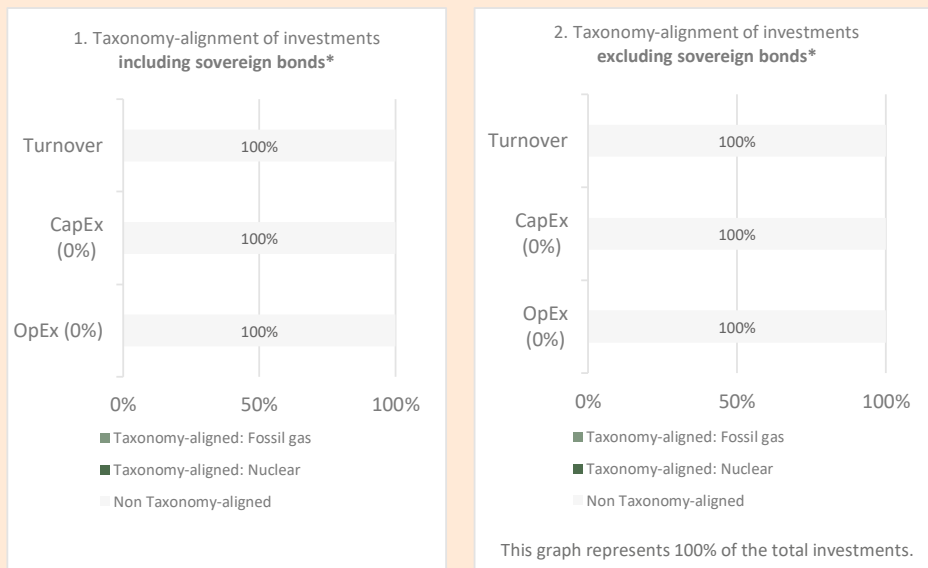 1. Taxonomy-alignment of investments
including sovereign bonds*
Turnover
100%
CapEx
(0%)
100%
OpEx (0%)
100%
0%
50%
100%
Taxonomy-aligned: Fossil gas
Taxonomy-aligned: Nuclear
Non Taxonomy-aligned
2. Taxonomy-alignment of investments
excluding sovereign bonds*
Turnover
100%
CapEx
(0%)
100%
OpEx
(0%)
100%
0%
50%
100%
Taxonomy-aligned: Fossil gas
Taxonomy-aligned: Nuclear
Non Taxonomy-aligned
This graph represents 100% of the total investments.